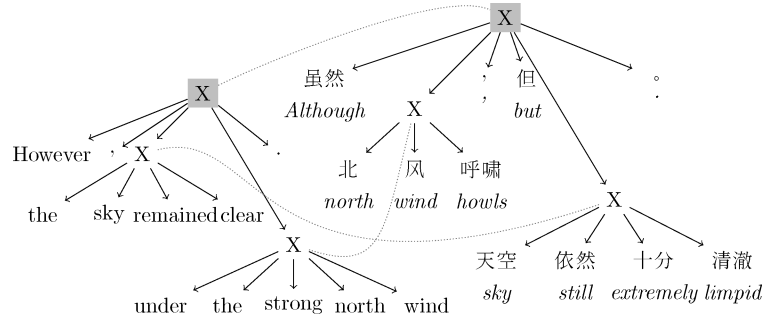 X
虽然 , 但 。
Although , but .
X
X
北 风 呼啸
north wind howls
However , X .
the sky remained clear
X
天空 依然 十分 清澈
sky still extremely limpid
X
under the strong north wind